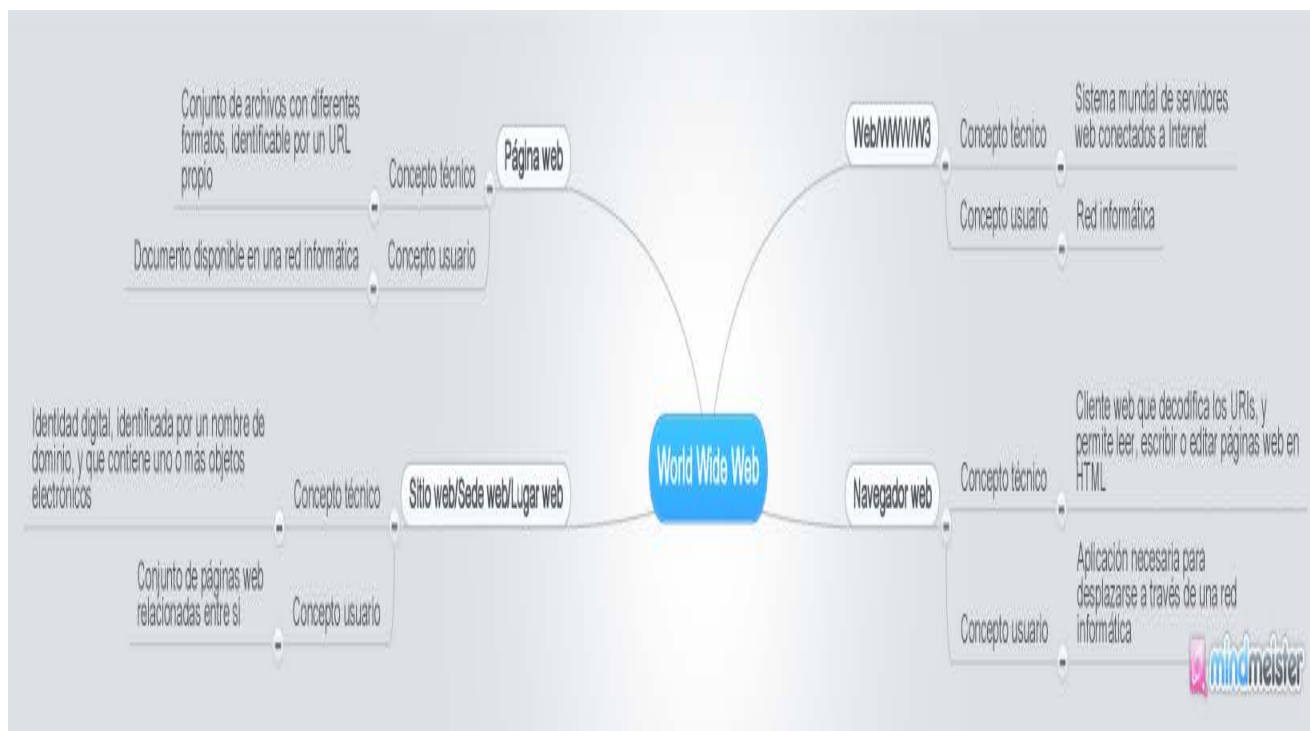 Conjunto de archivos con diferentes
formatos, identificable por un URL
propio
Concepto técnico
Página web
Documento disponible en una red informática
Concepto usuario
Web/WWW/W3
Concepto técnico
Sistema mundial de servidores
web conectados a Internet
Concepto usuario
Red informática
World Wide Web
Identidad digital, identificada por un nombre de
dominio, y que contiene uno o más objetos
electrónicos
Concepto técnico
Sitio web/Sede web/Lugar web
Conjunto de páginas web
relacionadas entre sí
Concepto usuario
Navegador web
Concepto técnico
Cliente web que decodifica los URIs, y
permite leer, escribir o editar páginas web en
HTML
Concepto usuario
Aplicación necesaria para
desplazarse a través de una red
informática
mindmeister